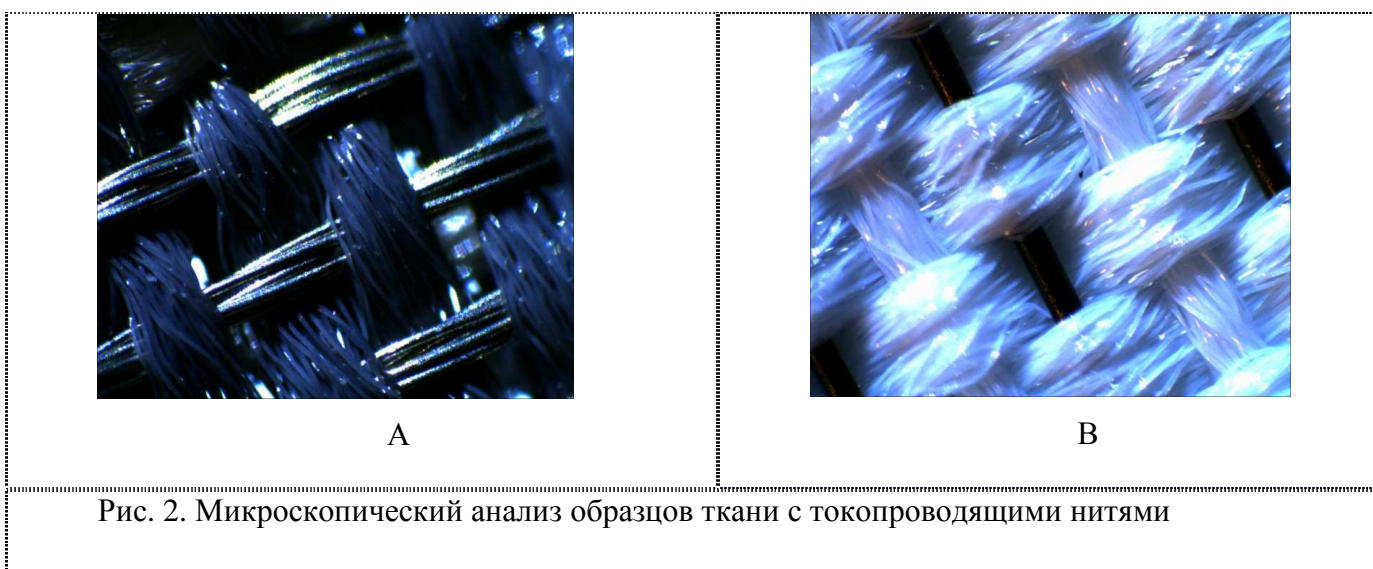 А
В
Рис. 2. Микроскопический анализ образцов ткани с токопроводящими нитями